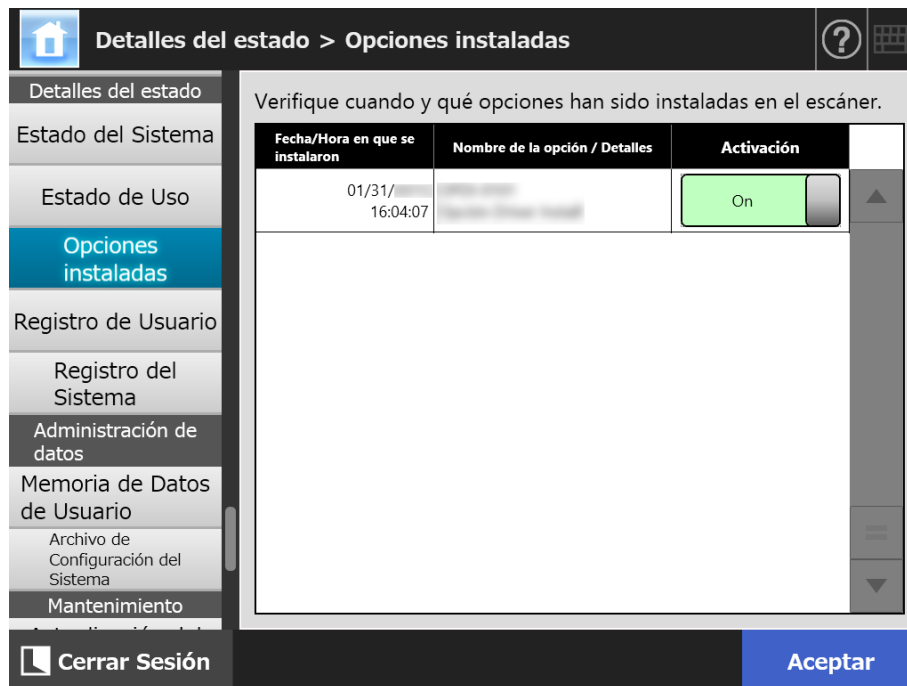 Detalles del estado > Opciones instaladas
?
Detalles del estado
Estado del Sistema
Estado de Uso
Opciones
instaladas
Registro de Usuario
Registro del
Sistema
Administración de
datos
Memoria de Datos
de Usuario
Archivo de
Configuración del
Sistema
Mantenimiento
Verifique cuando y qué opciones han sido instaladas en el escáner.
Fecha/Hora en que se
instalaron
Nombre de la opción / Detalles
Activación
01/31/
16:04:07
On
Cerrar Sesión
Aceptar